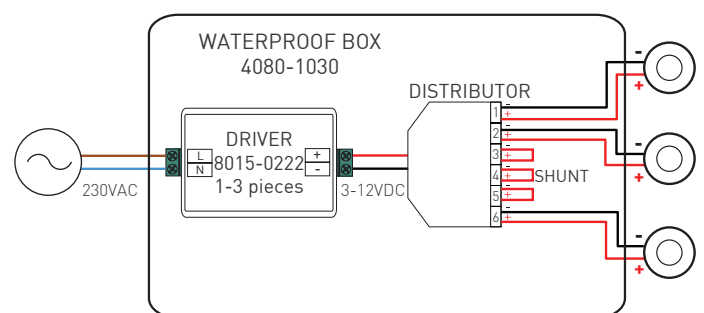 WATERPROOF BOX
4080-1030
DISTRIBUTOR
DRIVER
8015-0222
1-3 pieces
L
N
+
-
230VAC
3-12VDC
- 1 +
- 2 +
- 3 +
- 4 +
- 5 +
- 6 +
SHUNT
-
+
-
+
-
+